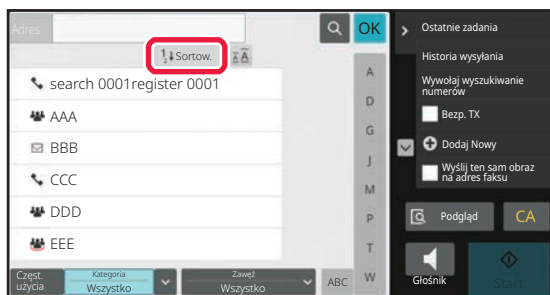 Adres
OK
Sortow.
search 0001register 0001
AAA
BBB
CCC
DDD
EEE
A
D
G
J
M
P
T
W
Częst.
użycia
Kategoria
Wszystko
Zawęź
Wszystko
ABC
Ostatnie zadania
Historia wysyłania
Wywołaj wyszukiwanie
numerów
Bezp. TX
Dodaj Nowy
Wyślij ten sam obraz
na adres faksu
Podgląd
CA
Głośnik
Start